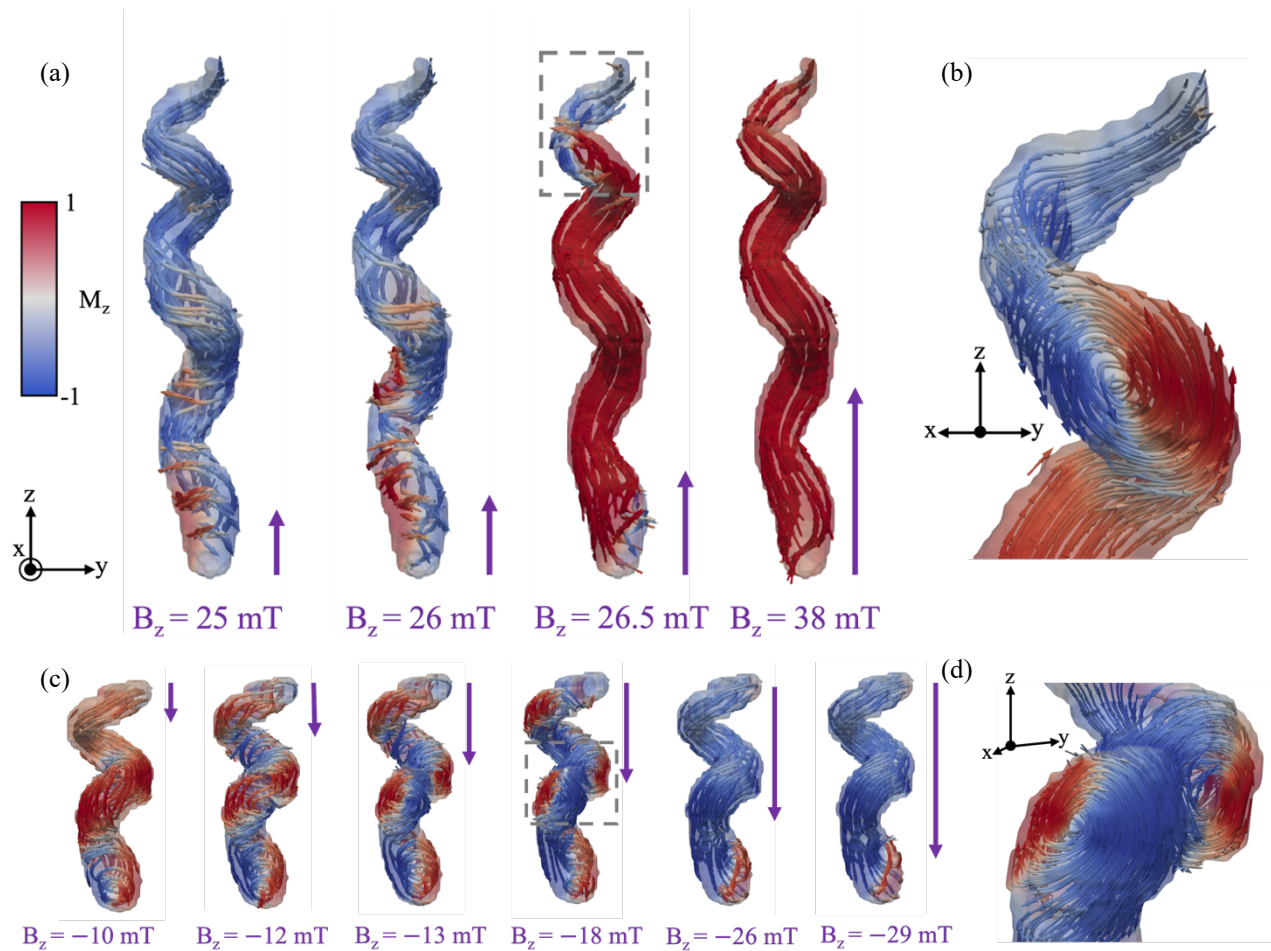 (a)
(b)
1
M_z
-1
z
x
y
z
x
y
B_z = 25 mT
B_z = 26 mT
B_z = 26.5 mT
B_z = 38 mT
(c)
(d)
z
x
y
B_z = −10 mT
B_z = −12 mT
B_z = −13 mT
B_z = −18 mT
B_z = −26 mT
B_z = −29 mT